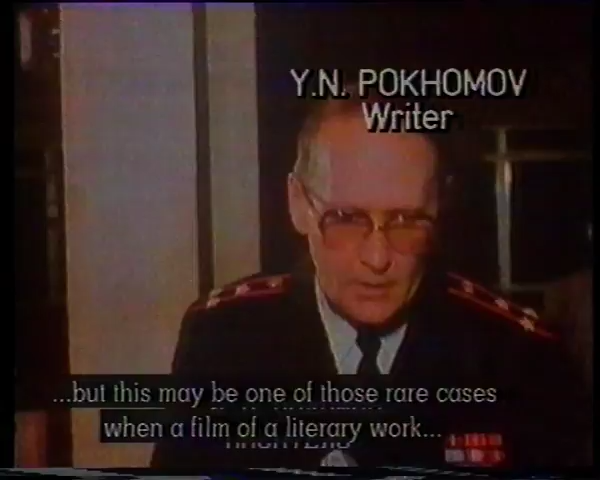 Y.N. POKHOMOV
Writer
...but this may be one of those rare cases
when a film of a literary work...